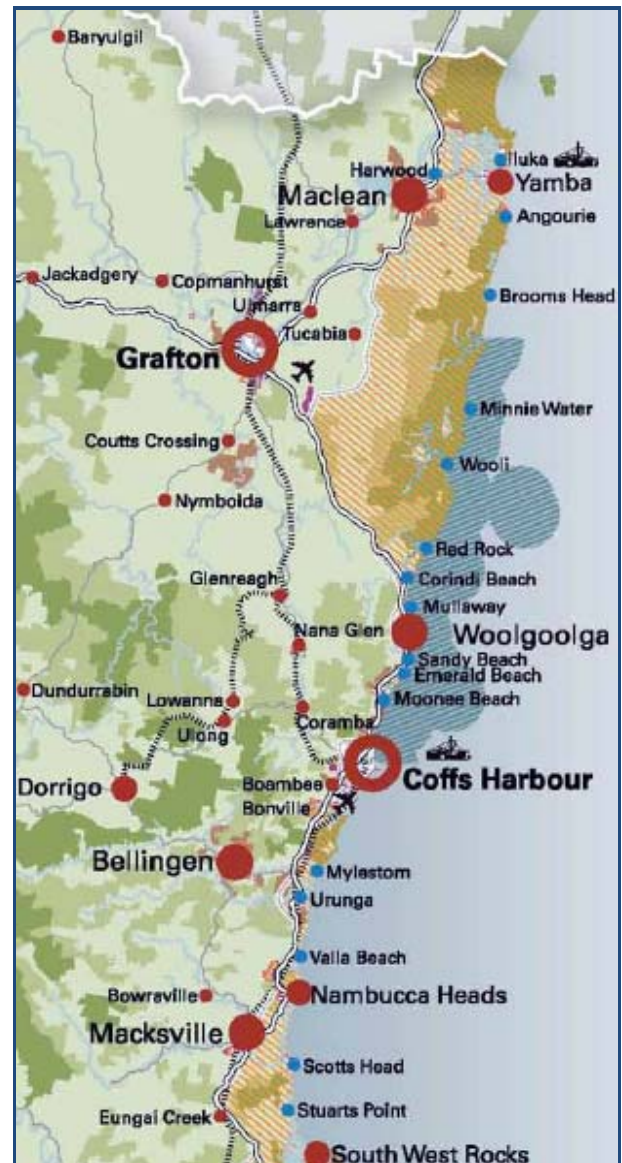 Baryulgil
Iluka
Harwood
Yamba
Maclean
Angourie
Lawrence
Jackadgery
Copmanhurst
Brooms Head
Ulmarra
Tucabia
Grafton
Minnie Water
Coutts Crossing
Wooli
Nymboida
Red Rock
Glenreagh
Corindi Beach
Mullaway
Nana Glen
Woolgoolga
Sandy Beach
Emerald Beach
Dundurrabin
Lowanna
Moonee Beach
Coramba
Ulong
Coffs Harbour
Dorrigo
Boambee
Bonville
Bellingen
Mylestom
Urunga
Valla Beach
Bowraville
Nambucca Heads
Macksville
Scotts Head
Eungai Creek
Stuarts Point
South West Rocks